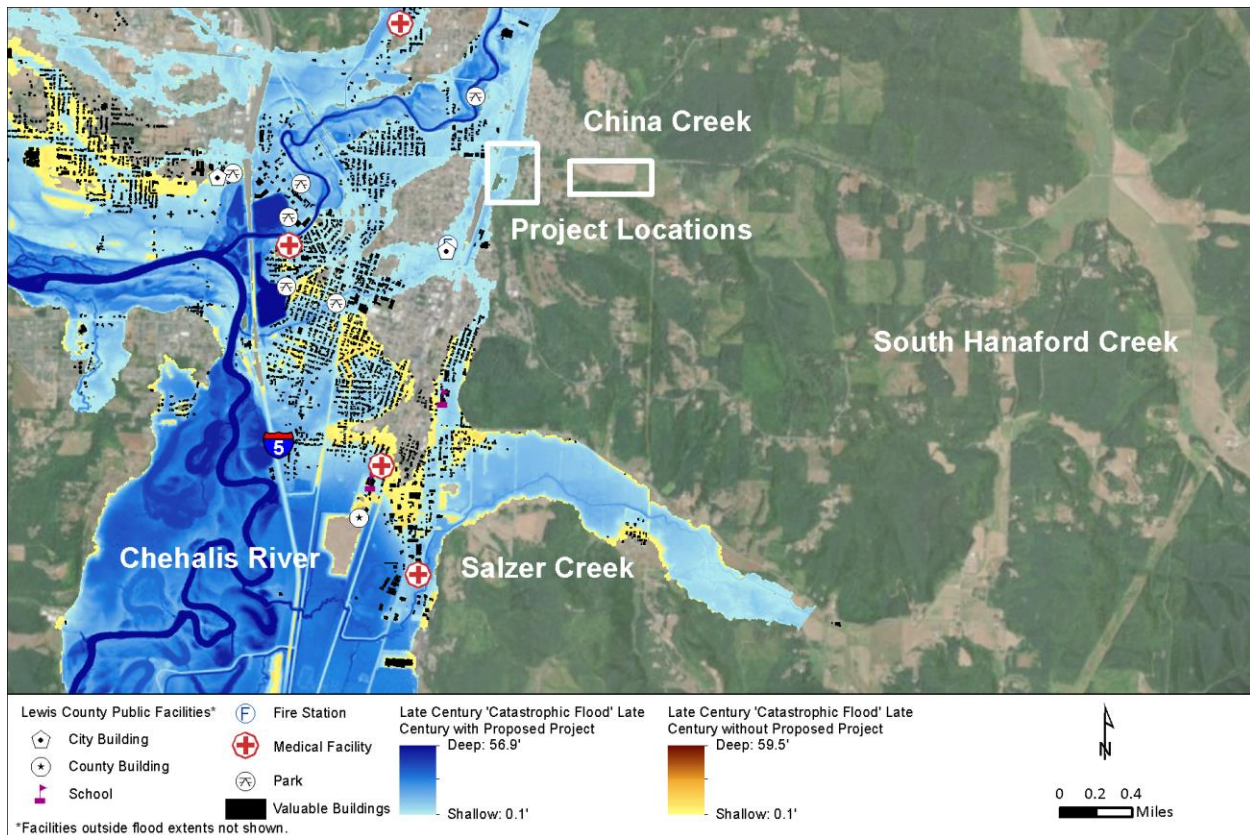 China Creek
Project Locations
South Hanaford Creek
5
Chehalis River
Salzer Creek
Lewis County Public Facilities*
City Building
County Building
School
*Facilities outside flood extents not shown.
F
Fire Station
Medical Facility
Park
Valuable Buildings
Late Century 'Catastrophic Flood' Late
Century with Proposed Project
Deep: 56.9'
Shallow: 0.1'
Late Century 'Catastrophic Flood' Late
Century without Proposed Project
Deep: 59.5'
Shallow: 0.1'
N
0 0.2 0.4
Miles